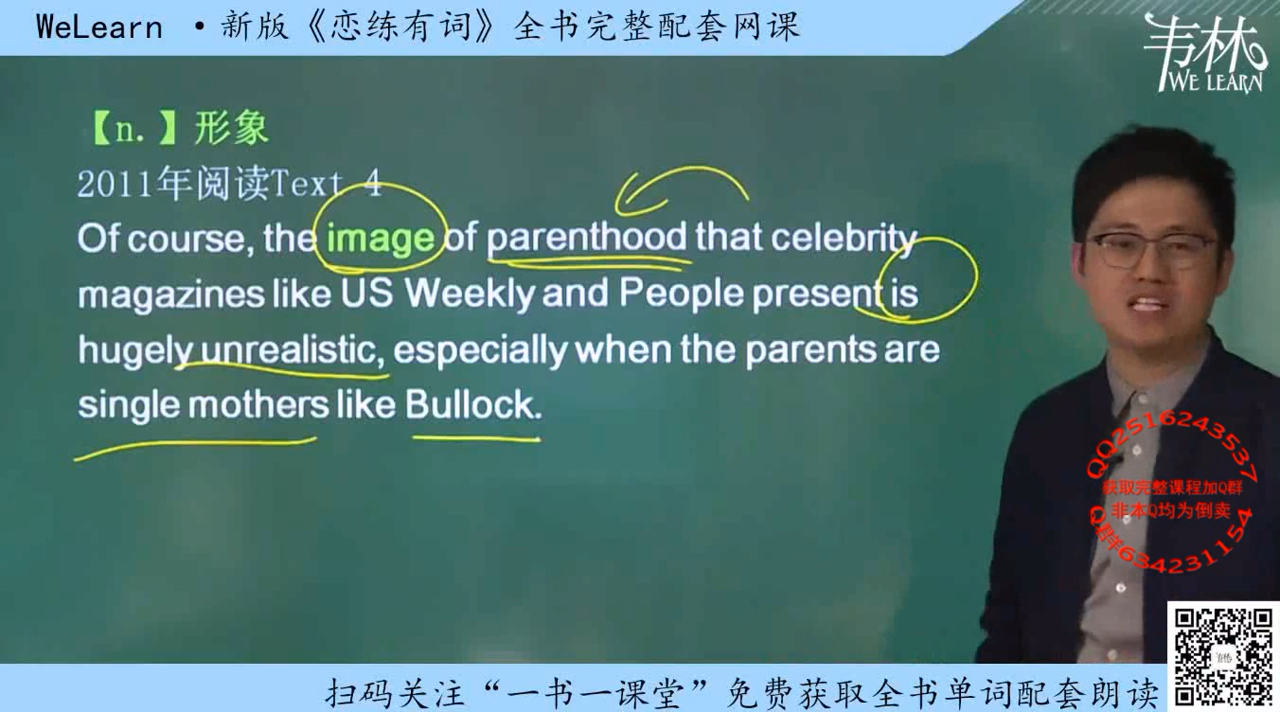 WeLearn ·新版《恋练有词》全书完整配套网课
韦林
WE LEARN
【n.】形象
2011年阅读Text 4
Of course, the image of parenthood that celebrity
magazines like US Weekly and People present is
hugely unrealistic, especially when the parents are
single mothers like Bullock.
QQ2516243537
获取完整课程加Q群
非本Q均为倒卖
Q群634231154
扫码关注“一书一课堂”免费获取全书单词配套朗读